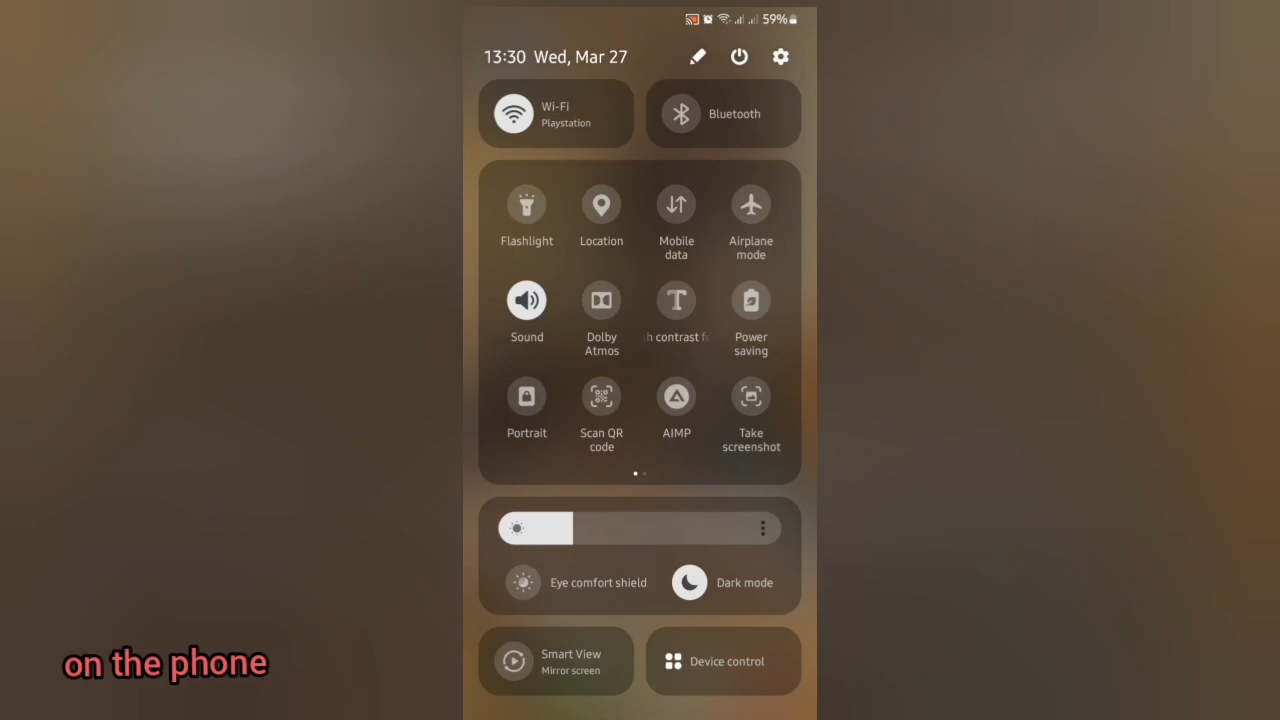 59%
13:30 Wed, Mar 27
Wi-Fi
Playstation
Bluetooth
Flashlight
Location
Mobile
data
Airplane
mode
Sound
Dolby
Atmos
h contrast f
Power
saving
Portrait
Scan QR
code
AIMP
Take
screenshot
Eye comfort shield
Dark mode
Smart View
Mirror screen
Device control
on the phone